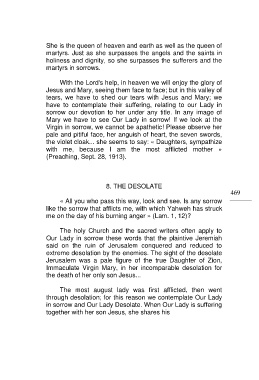 She is the queen of heaven and earth as well as the queen of
martyrs. Just as she surpasses the angels and the saints in
holiness and dignity, so she surpasses the sufferers and the
martyrs in sorrows.
With the Lord's help, in heaven we will enjoy the glory of
Jesus and Mary, seeing them face to face; but in this valley of
tears, we have to shed our tears with Jesus and Mary; we
have to contemplate their suffering, relating to our Lady in
sorrow our devotion to her under any title. In any image of
Mary we have to see Our Lady in sorrow! If we look at the
Virgin in sorrow, we cannot be apathetic! Please observe her
pale and pitiful face, her anguish of heart, the seven swords,
the violet cloak... she seems to say: « Daughters, sympathize
with me, because I am the most afflicted mother »
(Preaching, Sept. 28, 1913).
8. THE DESOLATE
469
« All you who pass this way, look and see. Is any sorrow
like the sorrow that afflicts me, with which Yahweh has struck
me on the day of his burning anger » (Lam. 1, 12)?
The holy Church and the sacred writers often apply to
Our Lady in sorrow these words that the plaintive Jeremiah
said on the ruin of Jerusalem conquered and reduced to
extreme desolation by the enemies. The sight of the desolate
Jerusalem was a pale figure of the true Daughter of Zion,
Immaculate Virgin Mary, in her incomparable desolation for
the death of her only son Jesus...
The most august lady was first afflicted, then went
through desolation; for this reason we contemplate Our Lady
in sorrow and Our Lady Desolate. When Our Lady is suffering
together with her son Jesus, she shares his